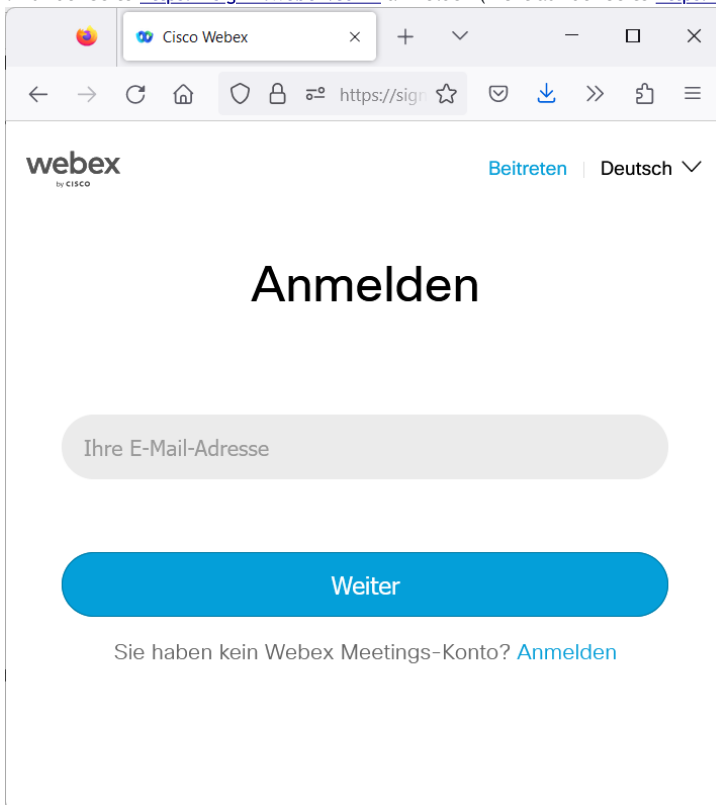 Cisco Webex
https://sign
webex
by CISCO
Beitreten
Deutsch
Anmelden
Ihre E-Mail-Adresse
Weiter
Sie haben kein Webex Meetings-Konto? Anmelden